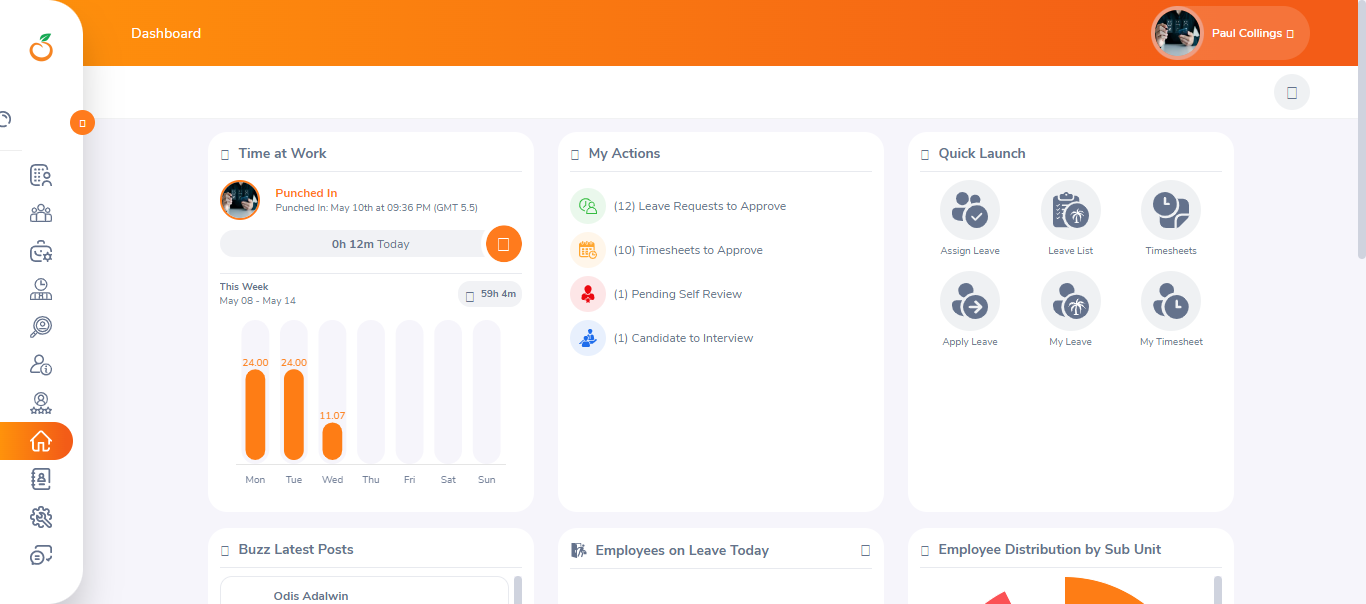 Dashboard
Paul Collings
Time at Work
Punched In
Punched In: May 10th at 09:36 PM (GMT 5.5)
0h 12m Today
This Week
May 08 - May 14
59h 4m
24.00
24.00
11.07
Mon
Tue
Wed
Thu
Fri
Sat
Sun
My Actions
(12) Leave Requests to Approve
(10) Timesheets to Approve
(1) Pending Self Review
(1) Candidate to Interview
Quick Launch
Assign Leave
Leave List
Timesheets
Apply Leave
My Leave
My Timesheet
Buzz Latest Posts
Odis Adalwin
Employees on Leave Today
Employee Distribution by Sub Unit